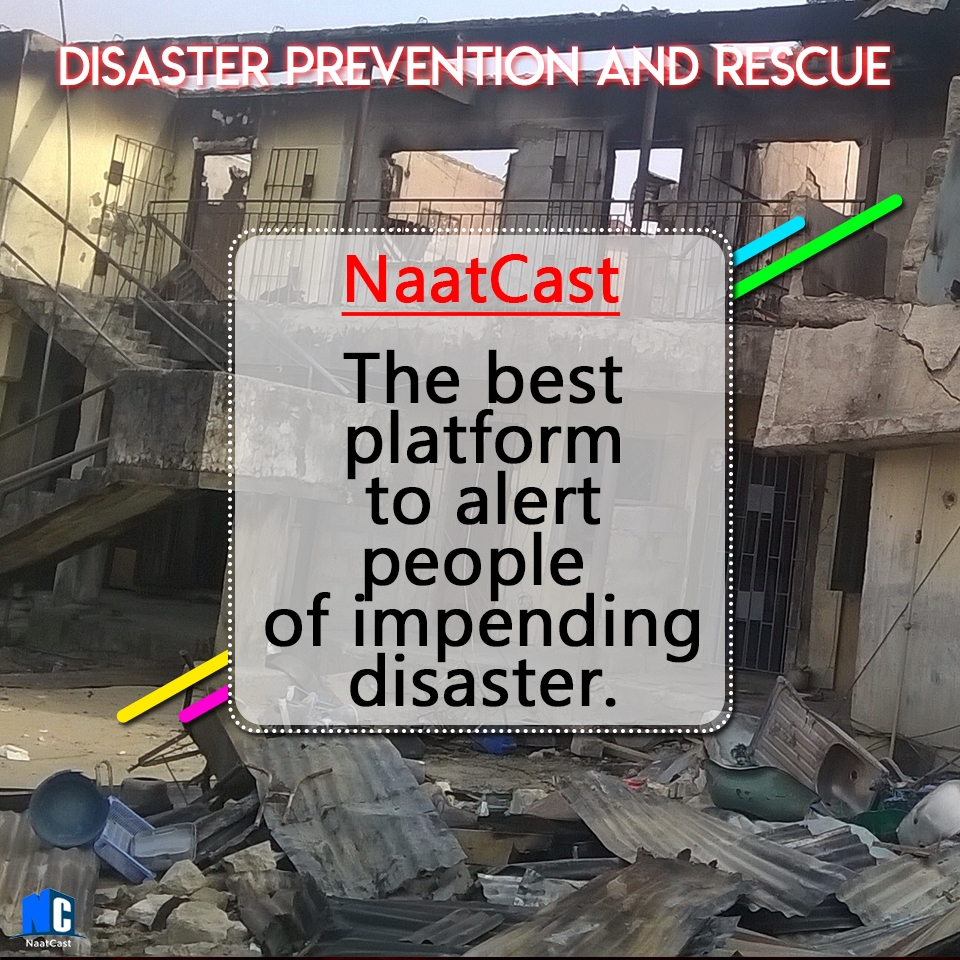 DISASTER PREVENTION AND RESCUE
NaatCast
The best
platform
to alert
people
of impending
disaster.
NC
NaatCast